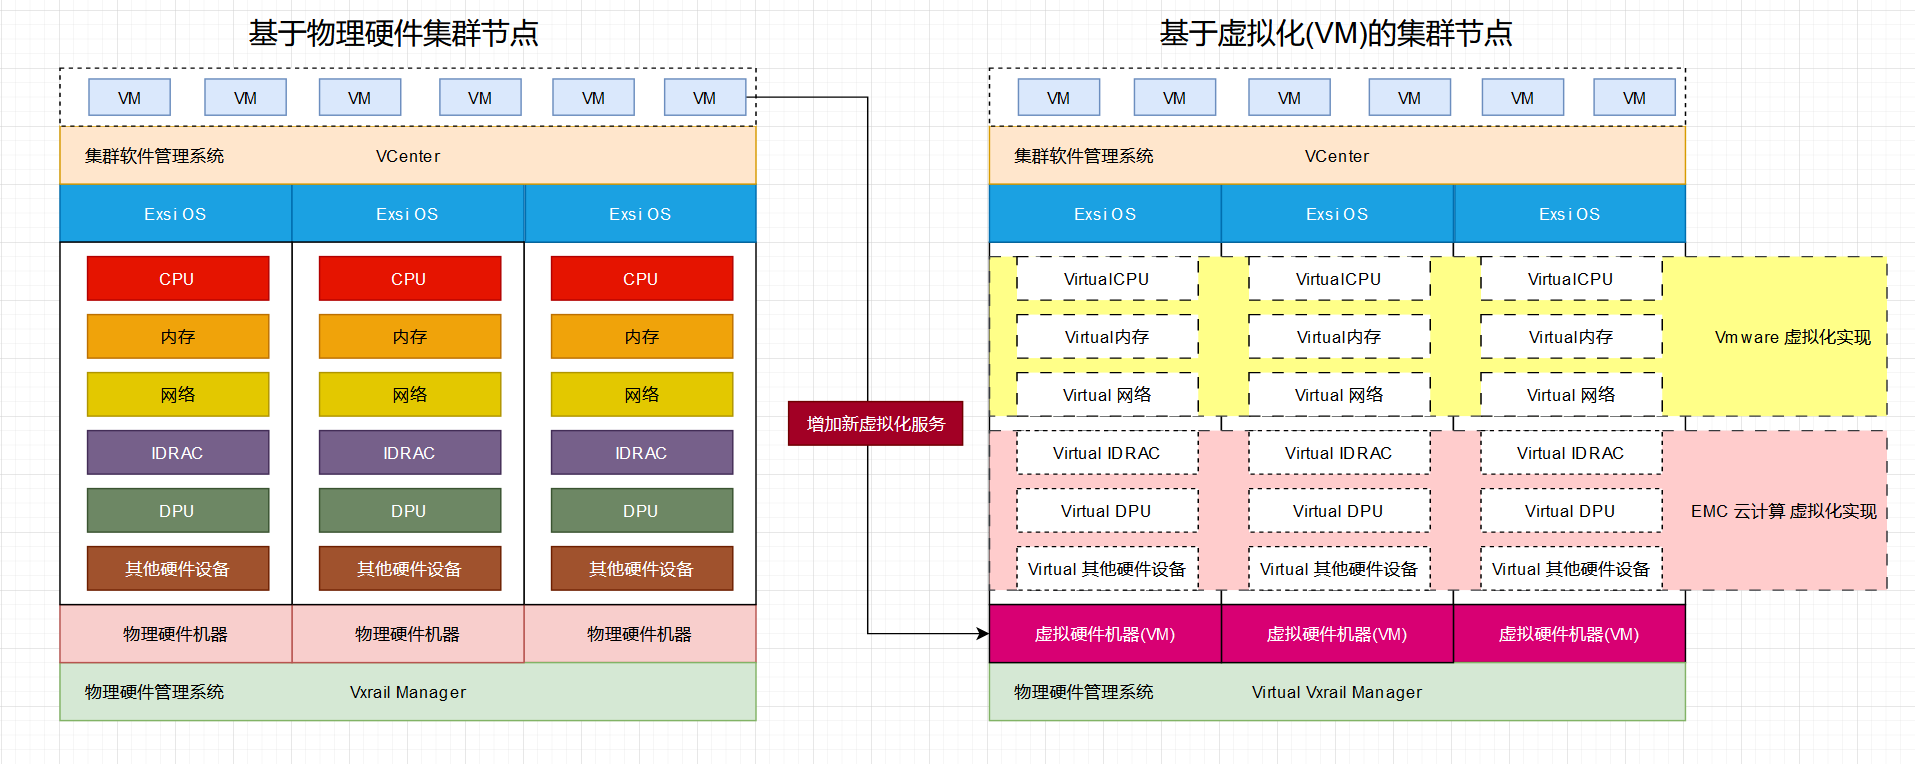 基于物理硬件集群节点
VM VM VM VM VM VM
集群软件管理系统 VCenter
Exsi OS Exsi OS Exsi OS
CPU CPU CPU
内存 内存 内存
网络 网络 网络
IDRAC IDRAC IDRAC
DPU DPU DPU
其他硬件设备 其他硬件设备 其他硬件设备
物理硬件机器 物理硬件机器 物理硬件机器
物理硬件管理系统 Vxrail Manager
增加新虚拟化服务
基于虚拟化(VM)的集群节点
VM VM VM VM VM VM
集群软件管理系统 VCenter
Exsi OS Exsi OS Exsi OS
VirtualCPU VirtualCPU VirtualCPU
Virtual内存 Virtual内存 Virtual内存
Vmware 虚拟化实现
Virtual 网络 Virtual 网络 Virtual 网络
Virtual IDRAC Virtual IDRAC Virtual IDRAC
Virtual DPU Virtual DPU Virtual DPU
EMC 云计算 虚拟化实现
Virtual 其他硬件设备 Virtual 其他硬件设备 Virtual 其他硬件设备
虚拟硬件机器(VM) 虚拟硬件机器(VM) 虚拟硬件机器(VM)
物理硬件管理系统 Virtual Vxrail Manager